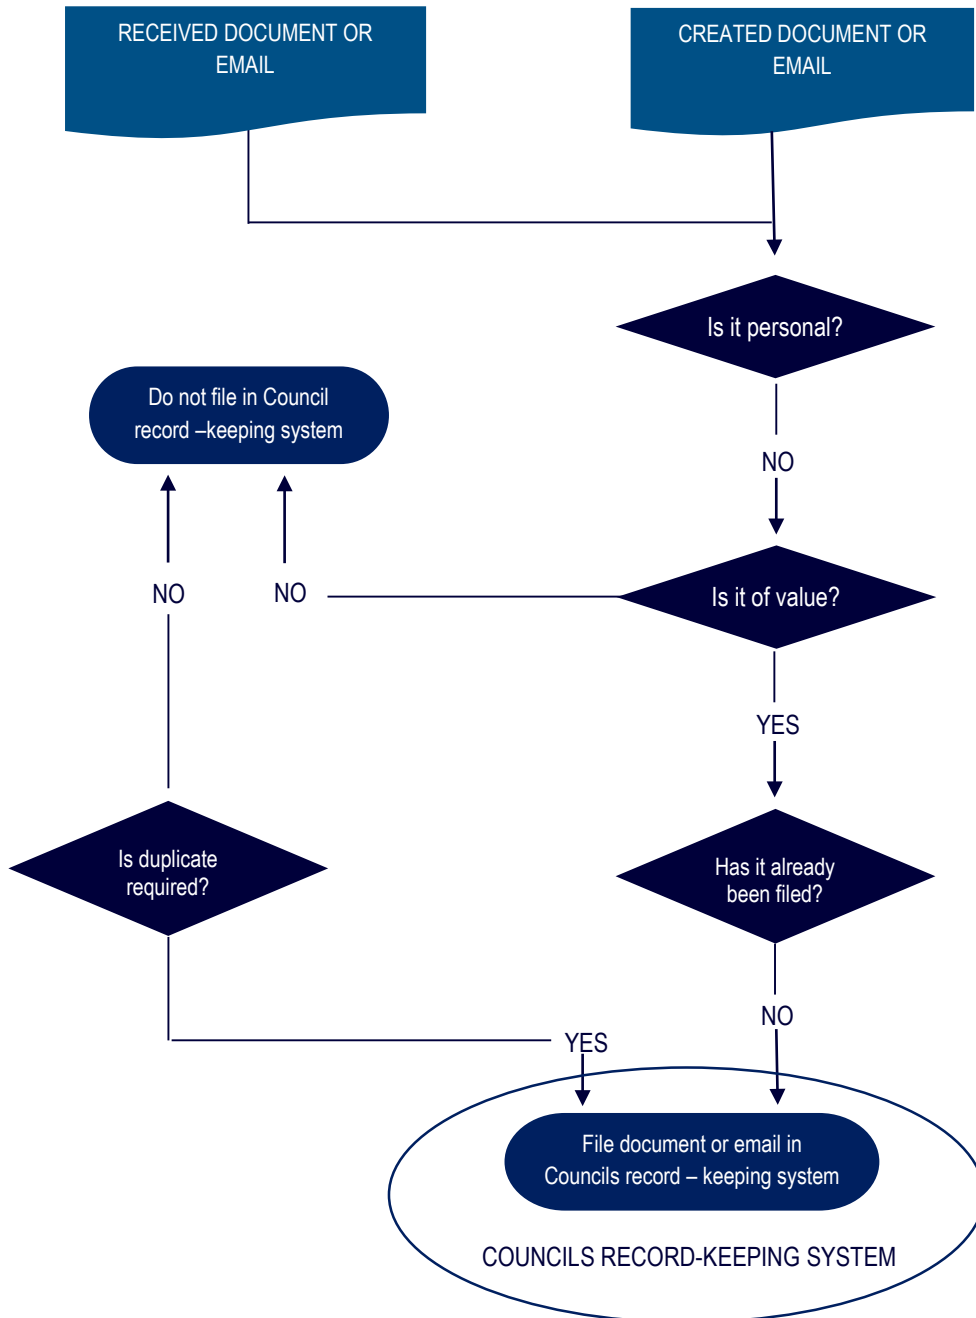 RECEIVED DOCUMENT OR
EMAIL
CREATED DOCUMENT OR
EMAIL
Is it personal?
Do not file in Council
record –keeping system
NO
NO
NO
Is it of value?
YES
Is duplicate
required?
Has it already
been filed?
NO
YES
File document or email in
Councils record – keeping system
COUNCILS RECORD-KEEPING SYSTEM